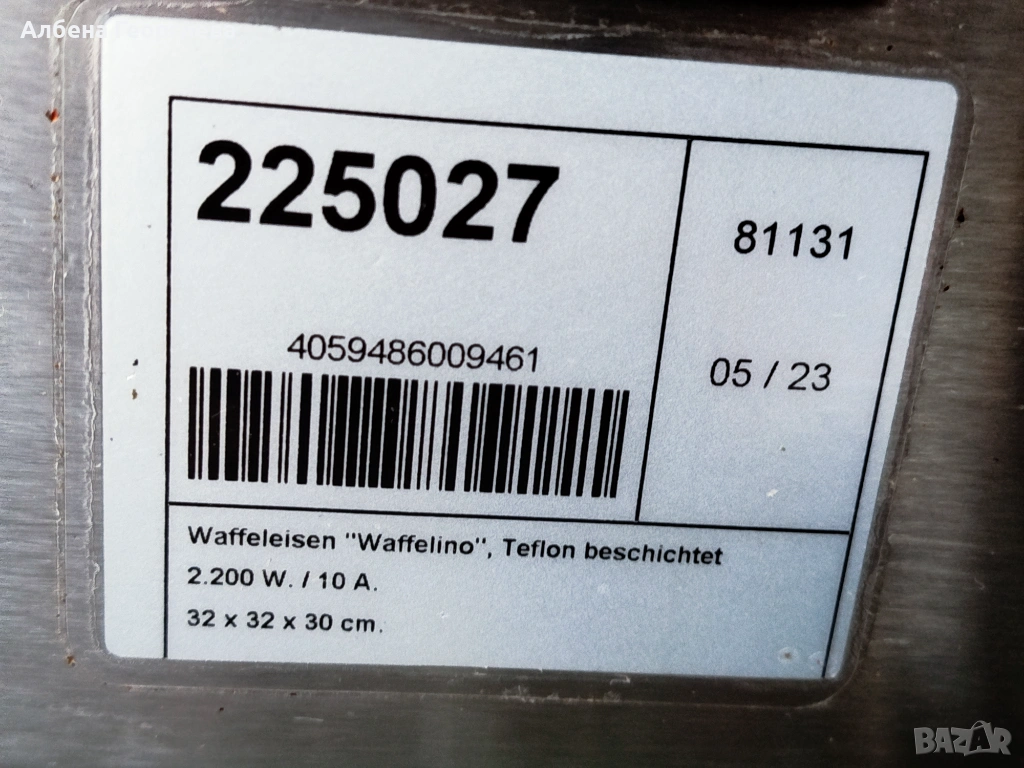 Албена
225027
81131
4059486009461
05 / 23
Waffeleisen "Waffelino", Teflon beschichtet
2.200 W. / 10 A.
32 x 32 x 30 cm.
BAZAR